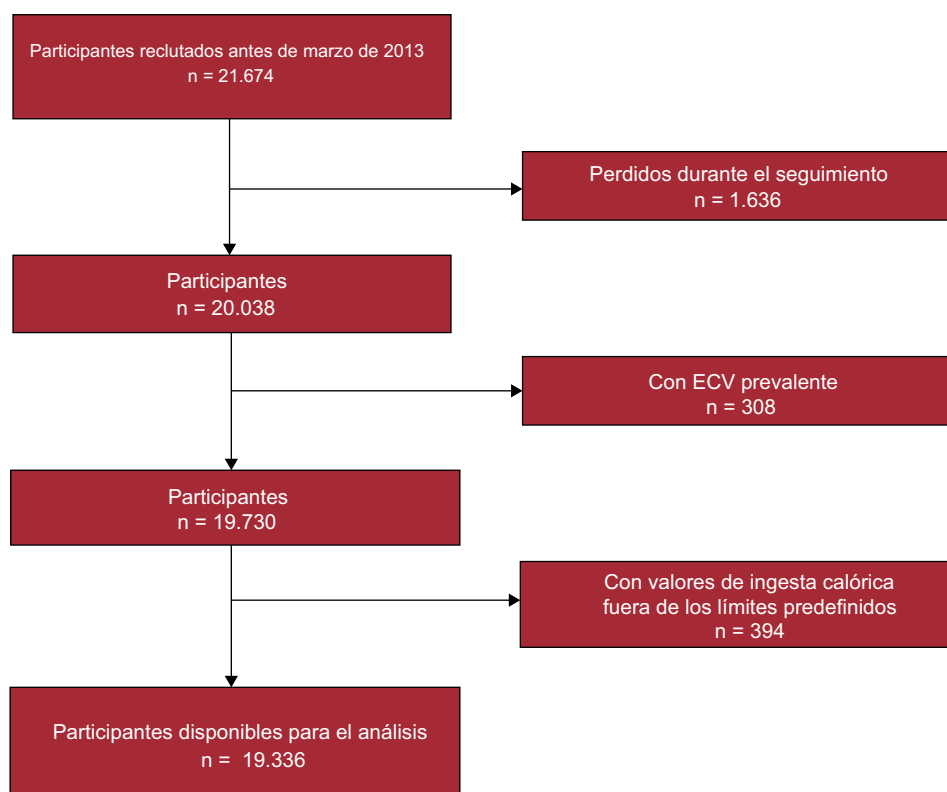 Participantes reclutados antes de marzo de 2013
n = 21.674
Perdidos durante el seguimiento
n = 1.636
Participantes
n = 20.038
Con ECV prevalente
n = 308
Participantes
n = 19.730
Con valores de ingesta calórica
fuera de los límites predefinidos
n = 394
Participantes disponibles para el análisis
n = 19.336